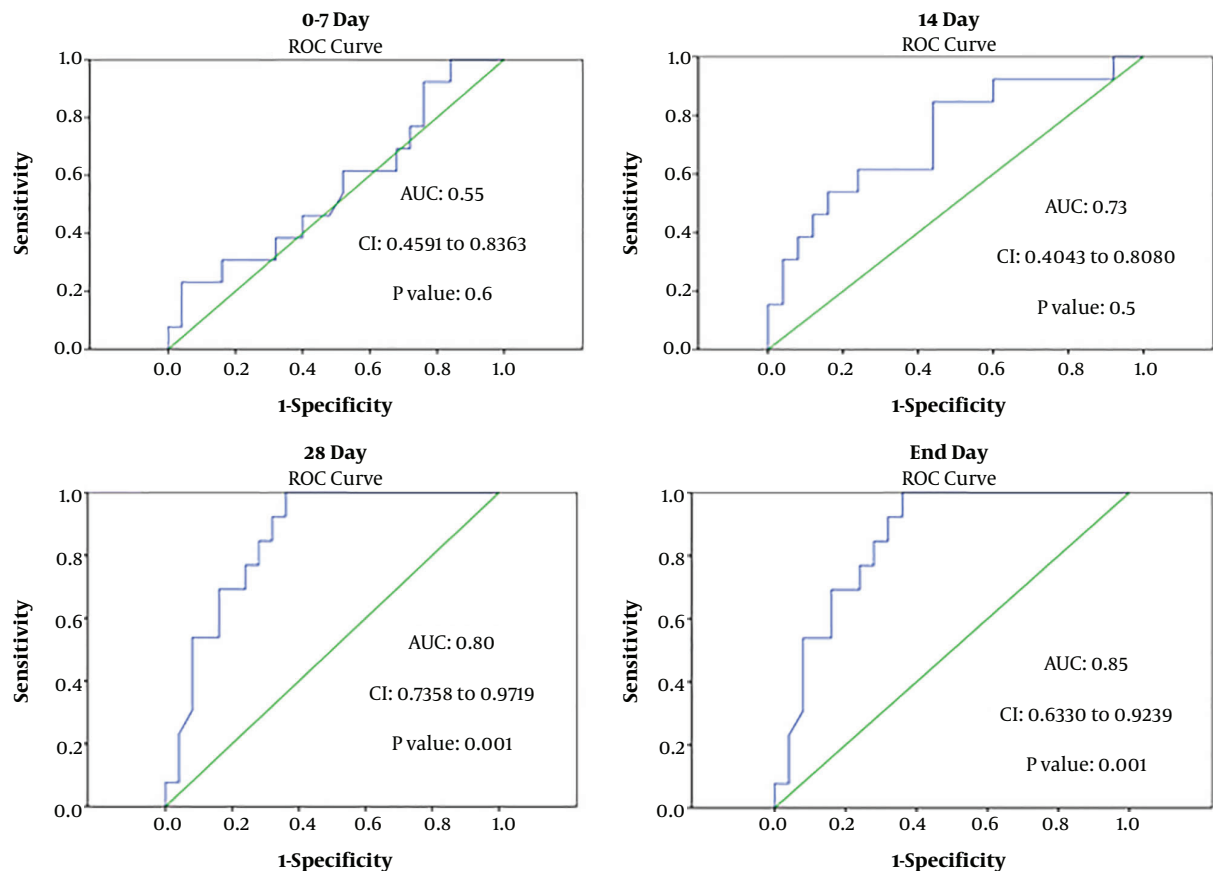 0-7 Day
ROC Curve
1.0
0.8
0.6
0.4
0.2
0.0
Sensitivity
AUC: 0.55
CI: 0.4591 to 0.8363
P value: 0.6
0.0 0.2 0.4 0.6 0.8 1.0
1-Specificity
14 Day
ROC Curve
1.0
0.8
0.6
0.4
0.2
0.0
Sensitivity
AUC: 0.73
CI: 0.4043 to 0.8080
P value: 0.5
0.0 0.2 0.4 0.6 0.8 1.0
1-Specificity
28 Day
ROC Curve
1.0
0.8
0.6
0.4
0.2
0.0
Sensitivity
AUC: 0.80
CI: 0.7358 to 0.9719
P value: 0.001
0.0 0.2 0.4 0.6 0.8 1.0
1-Specificity
End Day
ROC Curve
1.0
0.8
0.6
0.4
0.2
0.0
Sensitivity
AUC: 0.85
CI: 0.6330 to 0.9239
P value: 0.001
0.0 0.2 0.4 0.6 0.8 1.0
1-Specificity